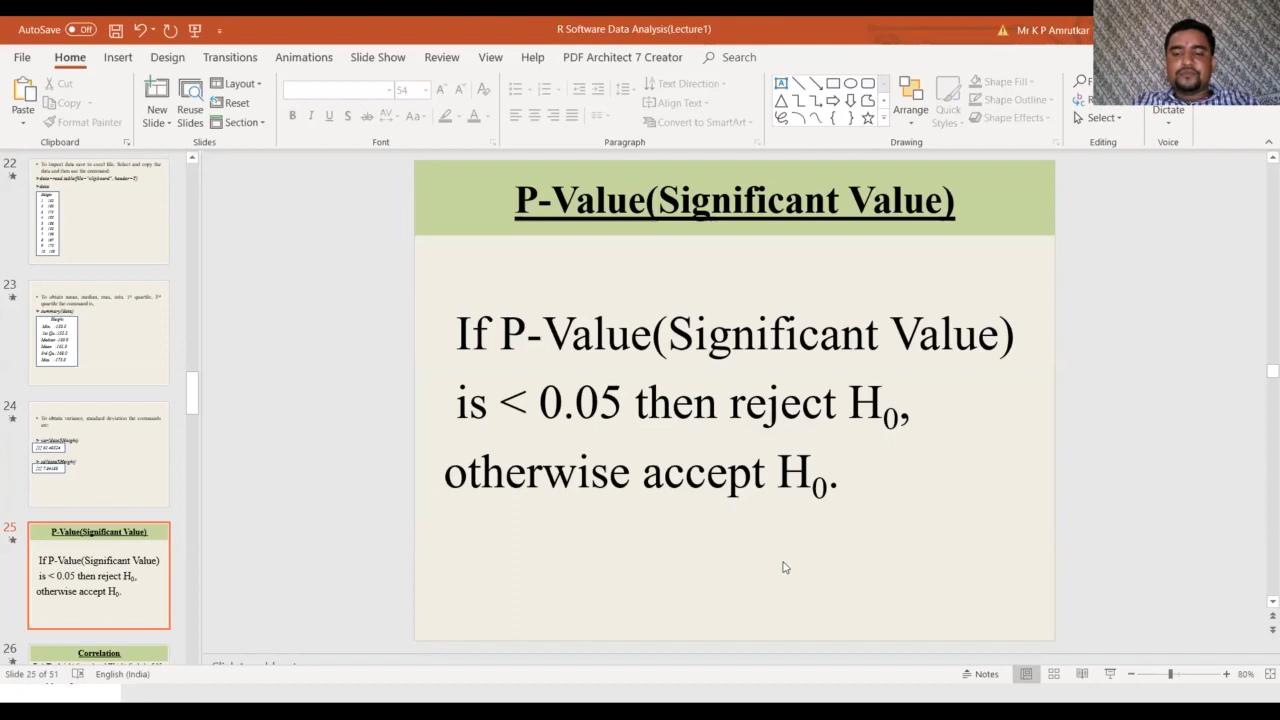 AutoSave Off
R Software Data Analysis(Lecture1)
Mr K P Amrutkar
File Home Insert Design Transitions Animations Slide Show Review View Help PDF Architect 7 Creator Search
Paste
Cut
Copy
Format Painter
Clipboard
New Slide
Reuse Slides
Layout
Reset
Section
Slides
54
Font
Text Direction
Align Text
Convert to SmartArt
Paragraph
Arrange
Quick Styles
Shape Fill
Shape Outline
Shape Effects
Drawing
Select
Editing
Dictate
Voice
22
23
24
25
P-Value(Significant Value)
If P-Value(Significant Value)
is < 0.05 then reject H0,
otherwise accept H0.
26
Correlation
P-Value(Significant Value)
If P-Value(Significant Value)
is < 0.05 then reject H0,
otherwise accept H0.
Slide 25 of 51
English (India)
Notes
80%